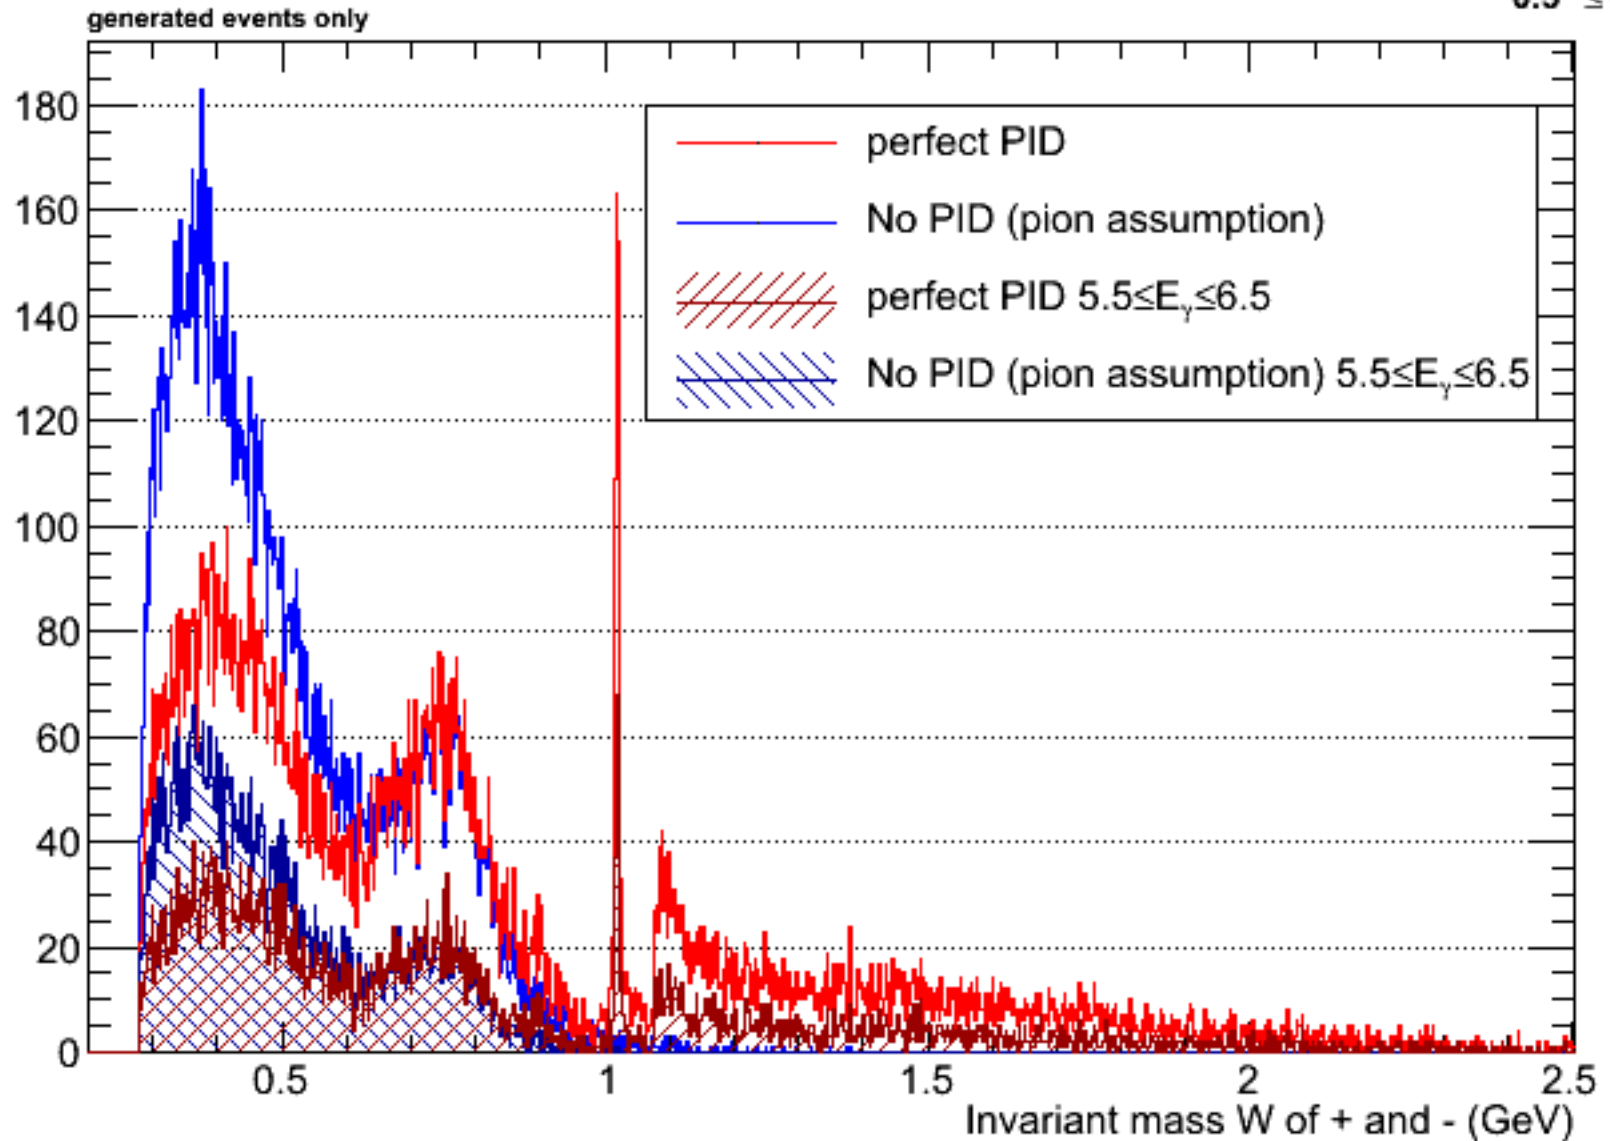 generated events only
0.5 ≤
180
160
140
120
100
80
60
40
20
0
perfect PID
No PID (pion assumption)
perfect PID 5.5≤Eγ≤6.5
No PID (pion assumption) 5.5≤Eγ≤6.5
0.5 1 1.5 2 2.5
Invariant mass W of + and - (GeV)